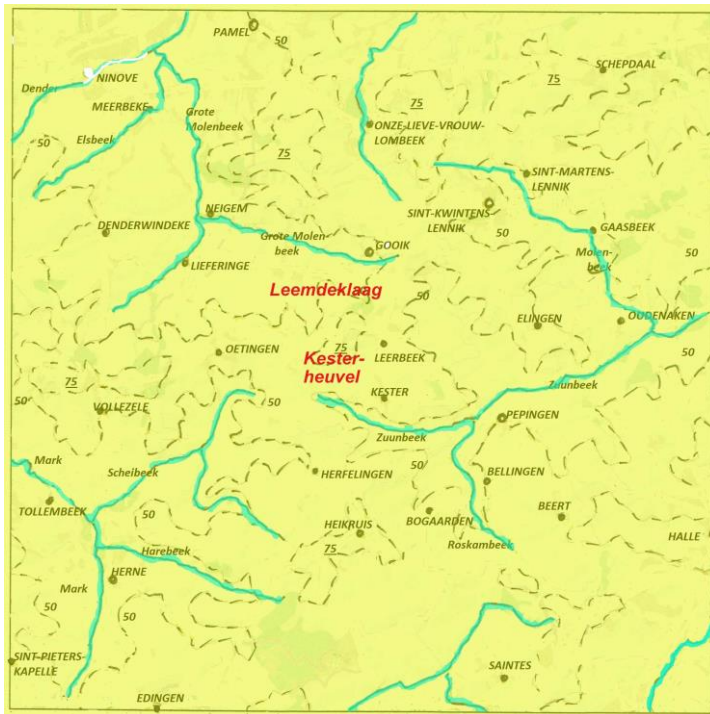 PAMEL
50
SCHEPDAAL
75
Dender
NINOVE
MEERBEKE
Grote
Molenbeek
75
ONZE-LIEVE-VROUW-
LOMBEEK
Elsbeek
50
75
SINT-MARTENS-
LENNIK
NEIGEM
SINT-KWINTENS
LENNIK
DENDERWINDEKE
Grote Molen
beek
GOOIK
50
GAASBEEK
Molen-
beek
50
LIEFERINGE
Leemdeklaag
50
ELINGEN
OUDENAKEN
OETINGEN
75
LEERBEEK
50
Kester-
heuvel
75
KESTER
Zuunbeek
50
VOLLEZELE
50
PEPINGEN
Zuunbeek
Mark
Schelbeek
HERFELINGEN
50
BELLINGEN
TOLLEMBEEK
50
HEIKRUIS
BOGAARDEN
BEERT
HALLE
Harebeek
75
Roskambeek
Mark
HERNE
50
50
SINT-PIETERS-
KAPELLE
SAINTES
EDINGEN